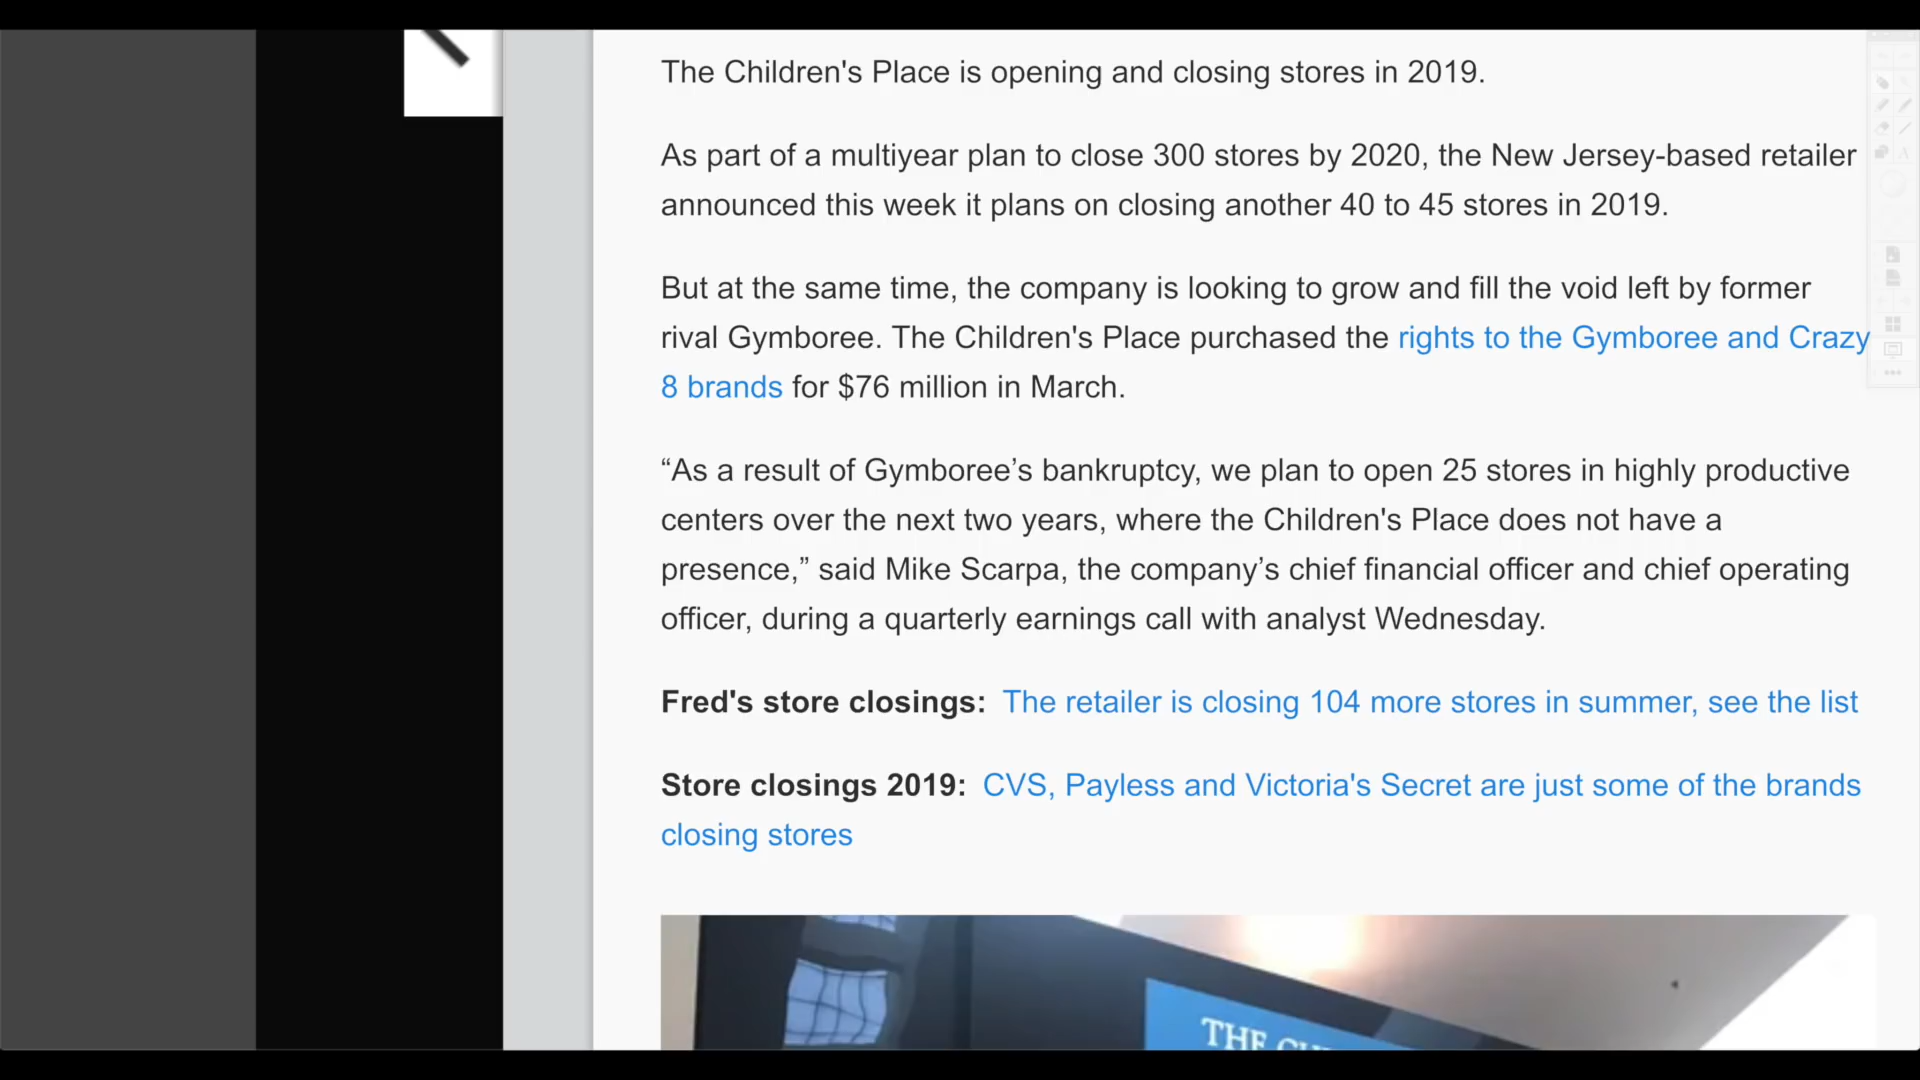 The Children's Place is opening and closing stores in 2019.
As part of a multiyear plan to close 300 stores by 2020, the New Jersey-based retailer
announced this week it plans on closing another 40 to 45 stores in 2019.
But at the same time, the company is looking to grow and fill the void left by former
rival Gymboree. The Children's Place purchased the rights to the Gymboree and Crazy
8 brands for $76 million in March.
“As a result of Gymboree’s bankruptcy, we plan to open 25 stores in highly productive
centers over the next two years, where the Children's Place does not have a
presence,” said Mike Scarpa, the company’s chief financial officer and chief operating
officer, during a quarterly earnings call with analyst Wednesday.
Fred's store closings: The retailer is closing 104 more stores in summer, see the list
Store closings 2019: CVS, Payless and Victoria's Secret are just some of the brands
closing stores
THE